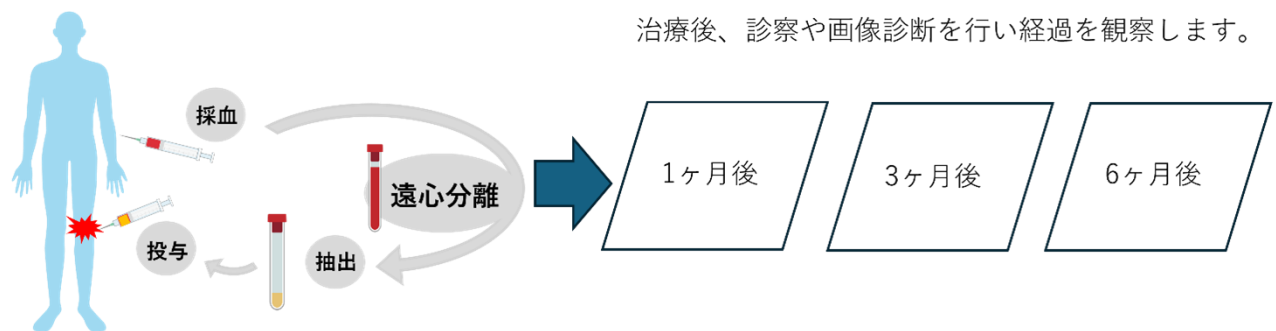 治療後、診察や画像診断を行い経過を観察します。
採血
遠心分離
抽出
投与
1ヶ月後
3ヶ月後
6ヶ月後